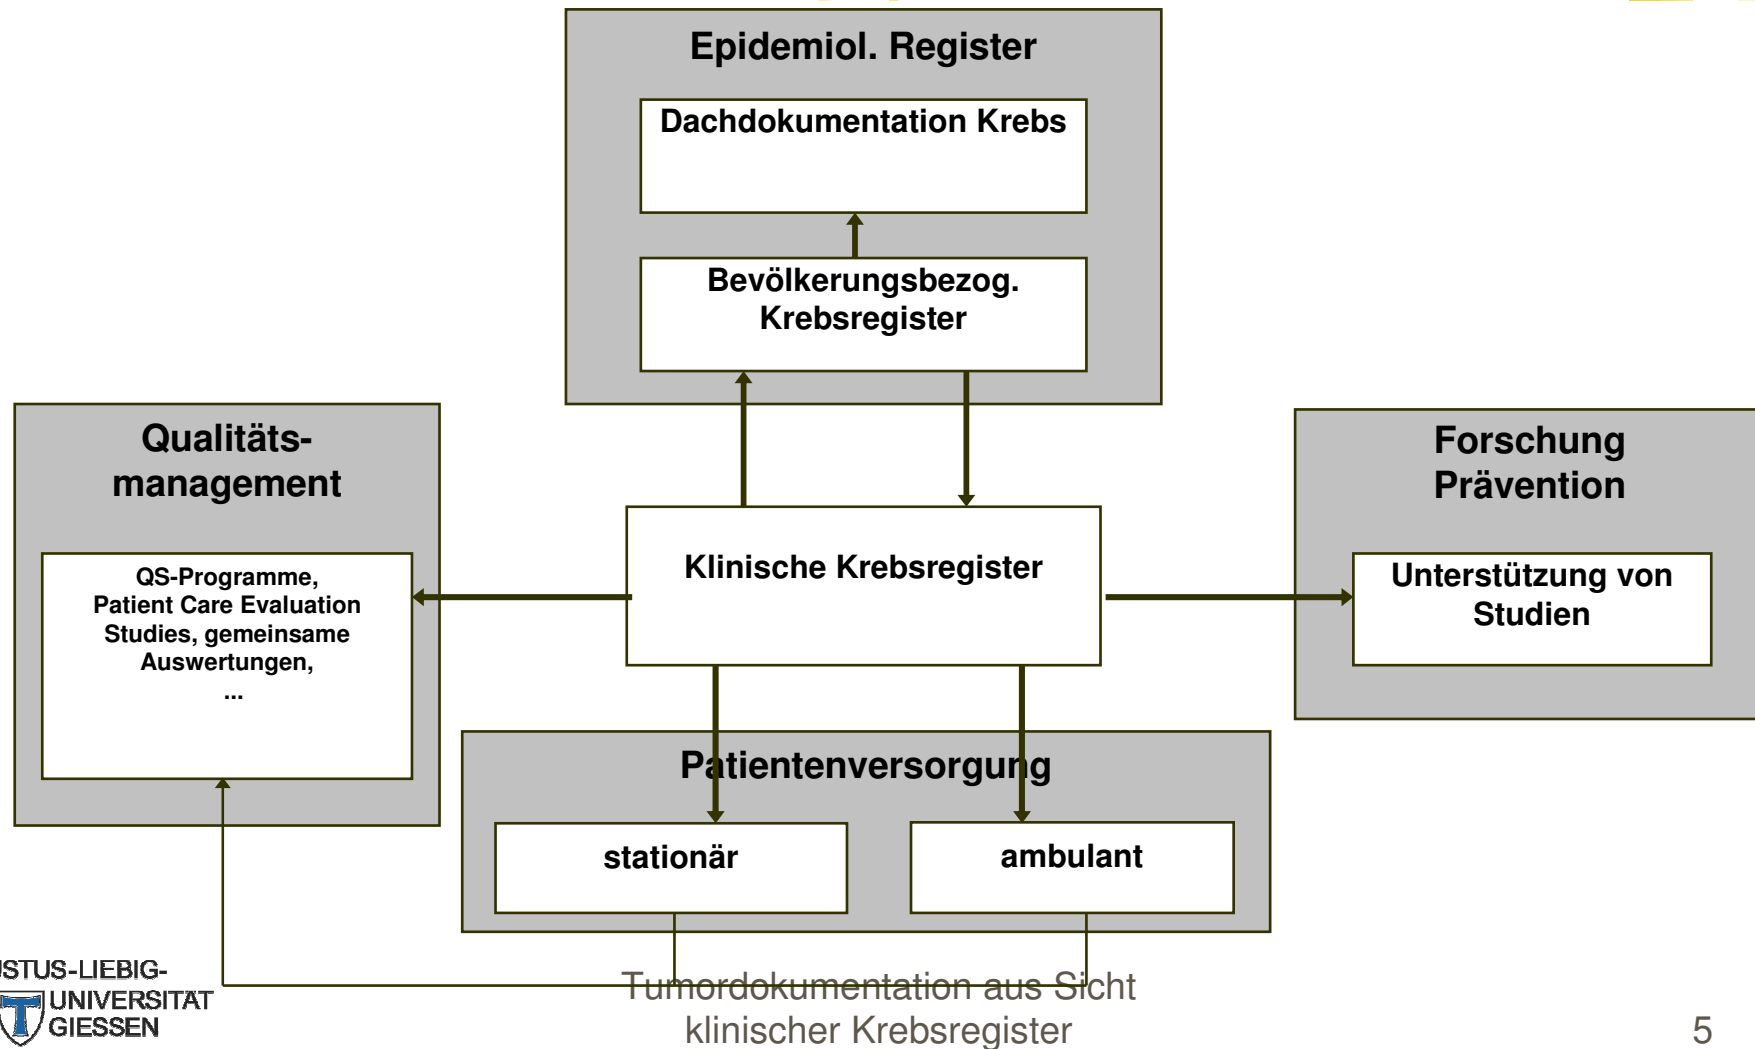 Epidemiol. Register
Dachdokumentation Krebs
Bevölkerungsbezog.
Krebsregister
Qualitäts-
management
QS-Programme,
Patient Care Evaluation
Studies, gemeinsame
Auswertungen,
...
Klinische Krebsregister
Forschung
Prävention
Unterstützung von
Studien
Patientenversorgung
stationär
ambulant
USTUS-LIEBIG-
UNIVERSITÄT
GIESSEN
Tumordokumentation aus Sicht
klinischer Krebsregister
5